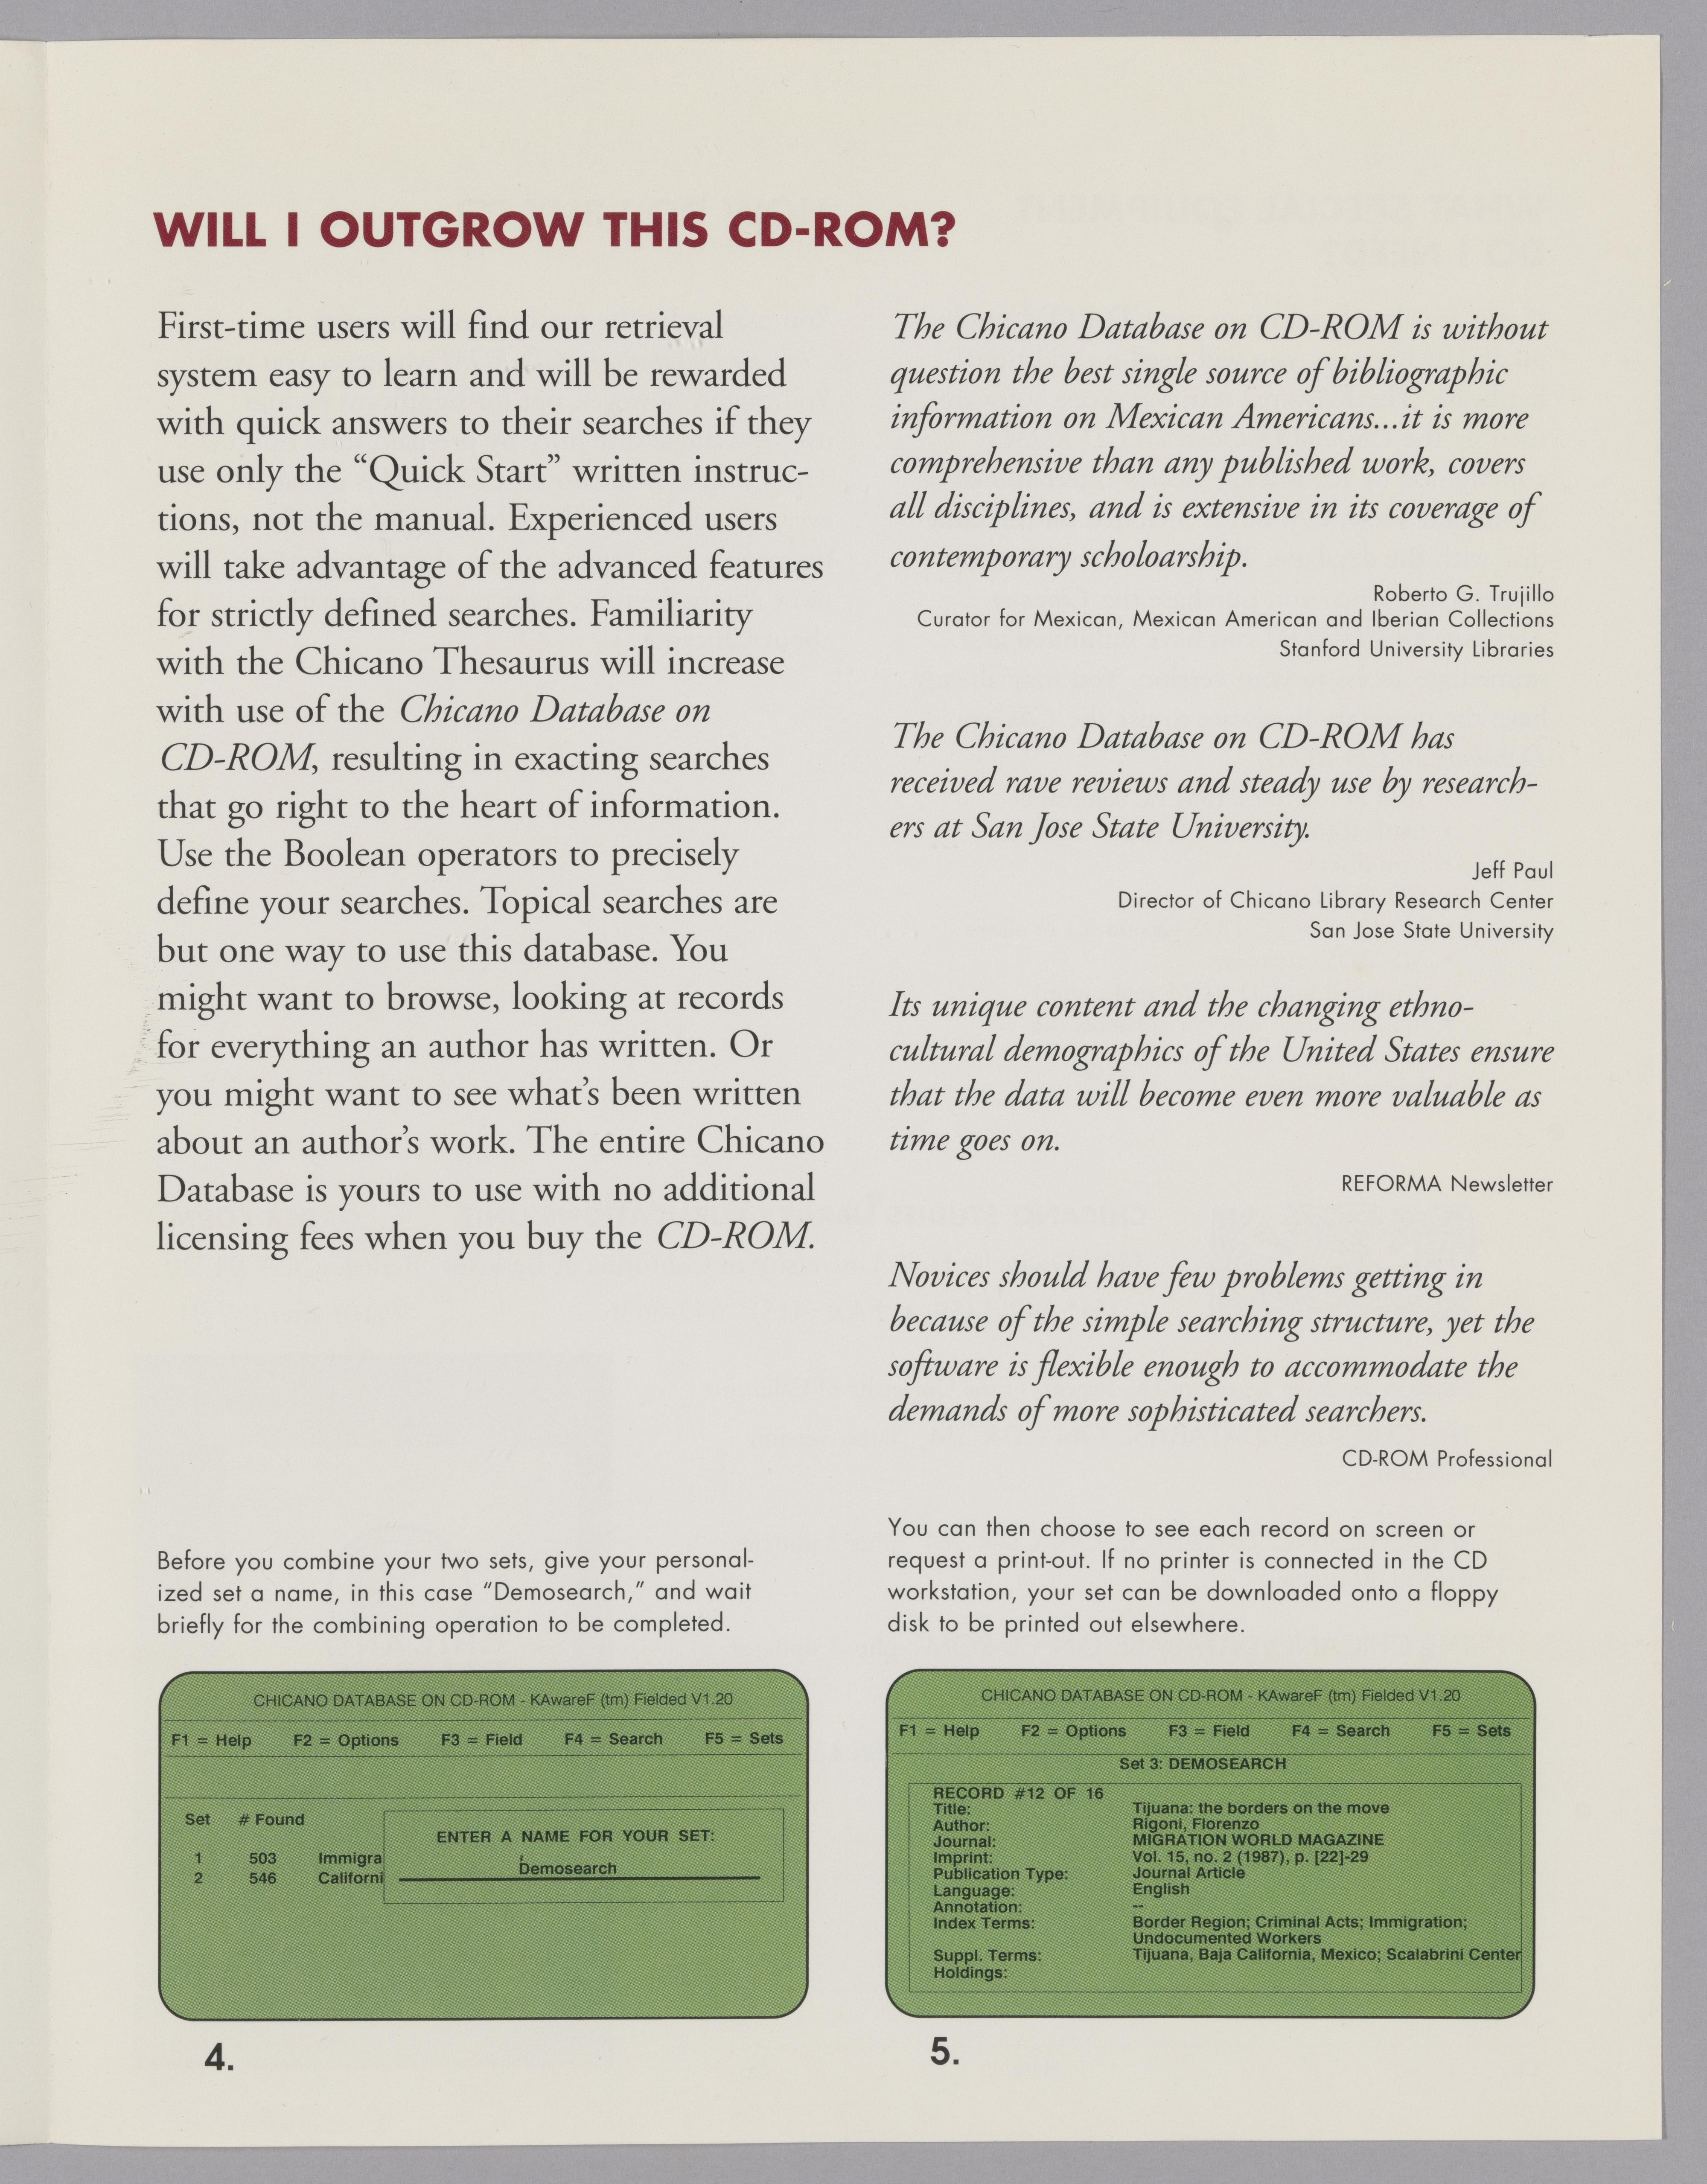 WILL I OUTGROW THIS CD-ROM?
First-time users will find our retrieval
system easy to learn and will be rewarded
with quick answers to their searches if they
use only the “Quick Start” written instruc-
tions, not the manual. Experienced users
will take advantage of the advanced features
for strictly defined searches. Familiarity
with the Chicano Thesaurus will increase
with use of the Chicano Database on
CD-ROM, resulting in exacting searches
that go right to the heart of information.
Use the Boolean operators to precisely
define your searches. Topical searches are
but one way to use this database. You
might want to browse, looking at records
for everything an author has written. Or
you might want to see what’s been written
about an author’s work. The entire Chicano
Database is yours to use with no additional
licensing fees when you buy the CD-ROM.
The Chicano Database on CD-ROM is without
question the best single source of bibliographic
information on Mexican Americans...it is more
comprehensive than any published work, covers
all disciplines, and is extensive in its coverage of
contemporary scholoarship.
Roberto G. Trujillo
Curator for Mexican, Mexican American and Iberian Collections
Stanford University Libraries
The Chicano Database on CD-ROM has
received rave reviews and steady use by research-
ers at San Jose State University.
Jeff Paul
Director of Chicano Library Research Center
San Jose State University
Its unique content and the changing ethno-
cultural demographics of the United States ensure
that the data will become even more valuable as
time goes on.
REFORMA Newsletter
Novices should have few problems getting in
because of the simple searching structure, yet the
software is flexible enough to accommodate the
demands of more sophisticated searchers.
CD-ROM Professional
Before you combine your two sets, give your personal-
ized set a name, in this case “Demosearch,” and wait
briefly for the combining operation to be completed.
CHICANO DATABASE ON CD-ROM - KAwareF (tm) Fielded V1.20
F1 = Help F2 = Options F3 = Field F4 = Search F5 = Sets
Set # Found
ENTER A NAME FOR YOUR SET:
1 503 Immigra
Demosearch
2 546 Californi
4.
You can then choose to see each record on screen or
request a print-out. If no printer is connected in the CD
workstation, your set can be downloaded onto a floppy
disk to be printed out elsewhere.
CHICANO DATABASE ON CD-ROM - KAwareF (tm) Fielded V1.20
F1 = Help F2 = Options F3 = Field F4 = Search F5 = Sets
Set 3: DEMOSEARCH
RECORD #12 OF 16
Title: Tijuana: the borders on the move
Author: Rigoni, Florenzo
Journal: MIGRATION WORLD MAGAZINE
Imprint: Vol. 15, no. 2 (1987), p. [22]-29
Publication Type: Journal Article
Language: English
Annotation: --
Index Terms: Border Region; Criminal Acts; Immigration;
Undocumented Workers
Suppl. Terms: Tijuana, Baja California, Mexico; Scalabrini Center
Holdings:
5.